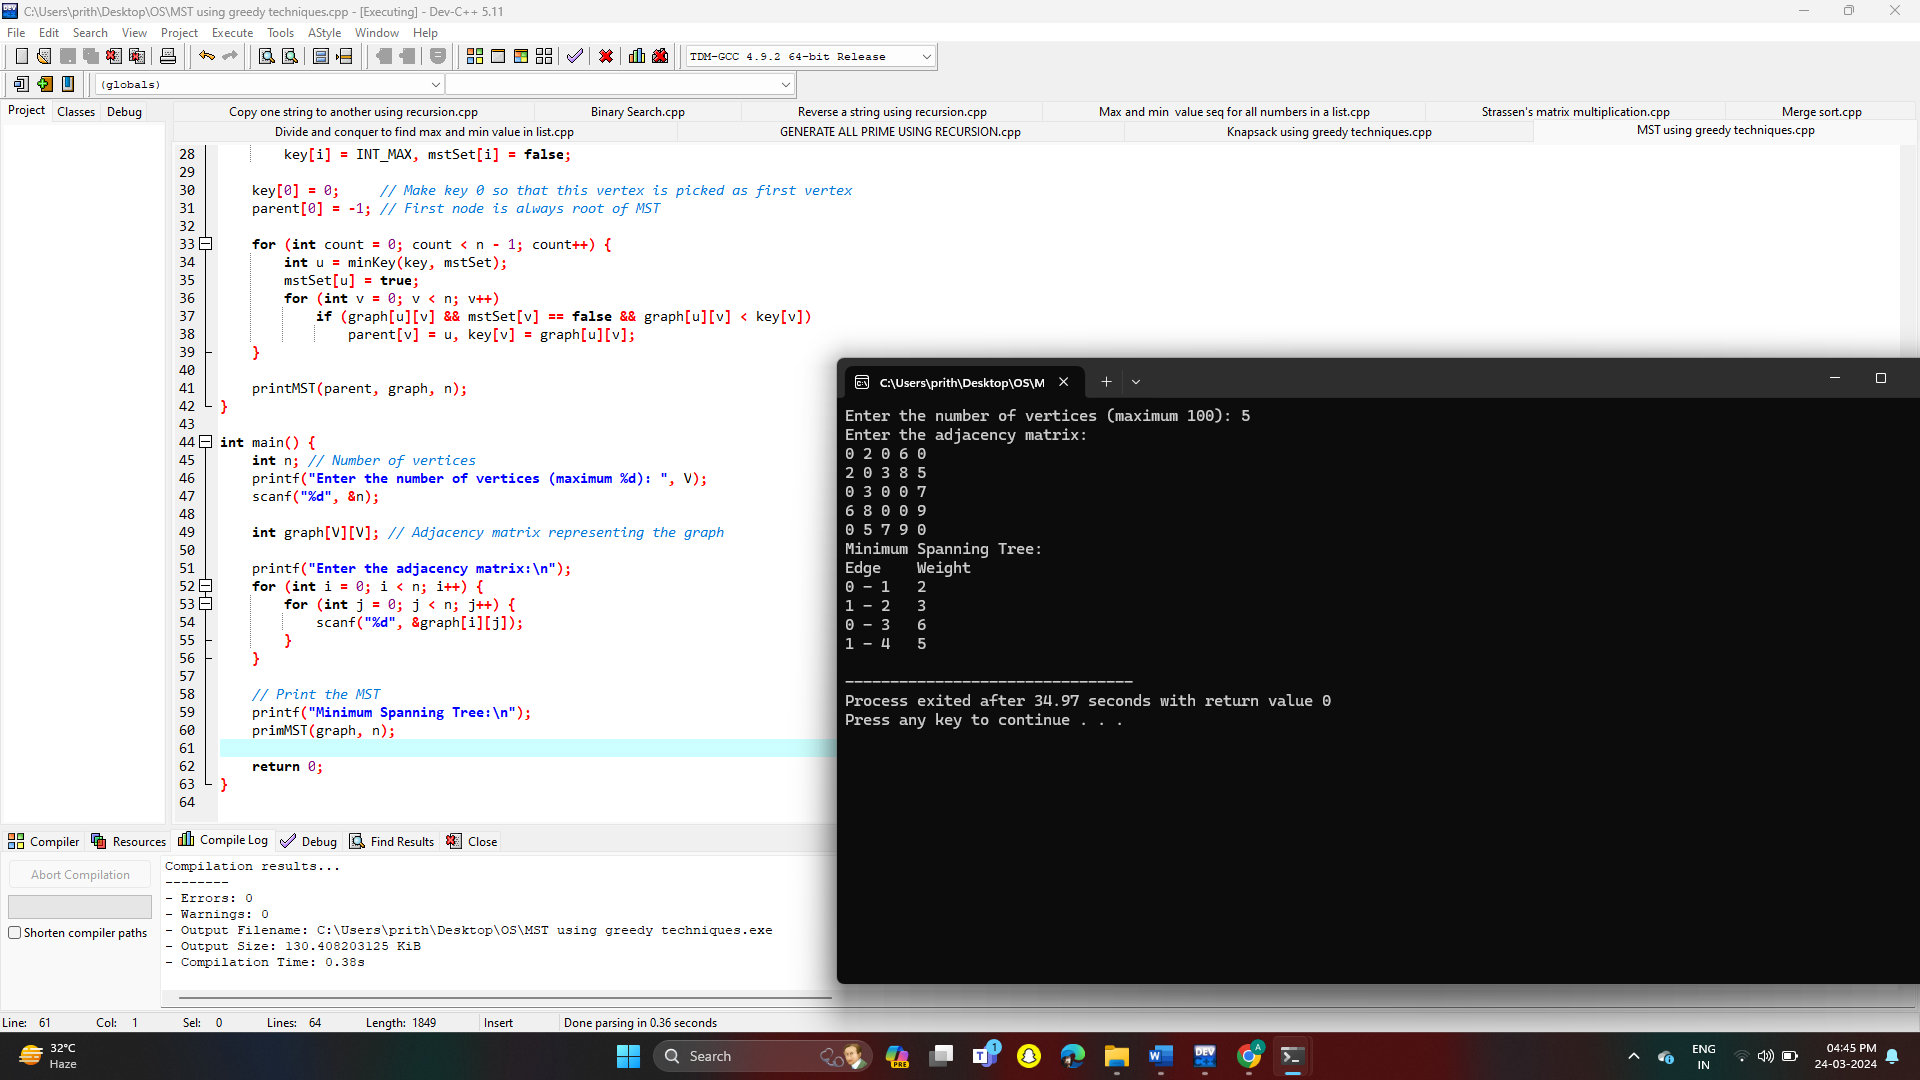 C:\Users\prith\Desktop\OS\MST using greedy techniques.cpp - [Executing] - Dev-C++ 5.11
File Edit Search View Project Execute Tools AStyle Window Help
TDM-GCC 4.9.2 64-bit Release
(globals)
Project Classes Debug
Copy one string to another using recursion.cpp Binary Search.cpp Reverse a string using recursion.cpp Max and min  value seq for all numbers in a list.cpp Strassen's matrix multiplication.cpp Merge sort.cpp
Divide and conquer to find max and min value in list.cpp GENERATE ALL PRIME USING RECURSION.cpp Knapsack using greedy techniques.cpp MST using greedy techniques.cpp
28 key[i] = INT_MAX, mstSet[i] = false;
29
30 key[0] = 0;     // Make key 0 so that this vertex is picked as first vertex
31 parent[0] = -1; // First node is always root of MST
32
33 for (int count = 0; count < n - 1; count++) {
34 int u = minKey(key, mstSet);
35 mstSet[u] = true;
36 for (int v = 0; v < n; v++)
37 if (graph[u][v] && mstSet[v] == false && graph[u][v] < key[v])
38 parent[v] = u, key[v] = graph[u][v];
39 }
40
41 printMST(parent, graph, n);
42 }
43
44 int main() {
45 int n; // Number of vertices
46 printf("Enter the number of vertices (maximum %d): ", V);
47 scanf("%d", &n);
48
49 int graph[V][V]; // Adjacency matrix representing the graph
50
51 printf("Enter the adjacency matrix:\n");
52 for (int i = 0; i < n; i++) {
53 for (int j = 0; j < n; j++) {
54 scanf("%d", &graph[i][j]);
55 }
56 }
57
58 // Print the MST
59 printf("Minimum Spanning Tree:\n");
60 primMST(graph, n);
61
62 return 0;
63 }
64
C:\Users\prith\Desktop\OS\M
Enter the number of vertices (maximum 100): 5
Enter the adjacency matrix:
0 2 0 6 0
2 0 3 8 5
0 3 0 0 7
6 8 0 0 9
0 5 7 9 0
Minimum Spanning Tree:
Edge    Weight
0 - 1   2
1 - 2   3
0 - 3   6
1 - 4   5
--------------------------------
Process exited after 34.97 seconds with return value 0
Press any key to continue . . .
Compiler Resources Compile Log Debug Find Results Close
Abort Compilation
Shorten compiler paths
Compilation results...
--------
- Errors: 0
- Warnings: 0
- Output Filename: C:\Users\prith\Desktop\OS\MST using greedy techniques.exe
- Output Size: 130.408203125 KiB
- Compilation Time: 0.38s
Line: 61 Col: 1 Sel: 0 Lines: 64 Length: 1849 Insert Done parsing in 0.36 seconds
32°C
Haze
Search
PRE
1
DEV
A
ENG
IN
04:45 PM
24-03-2024